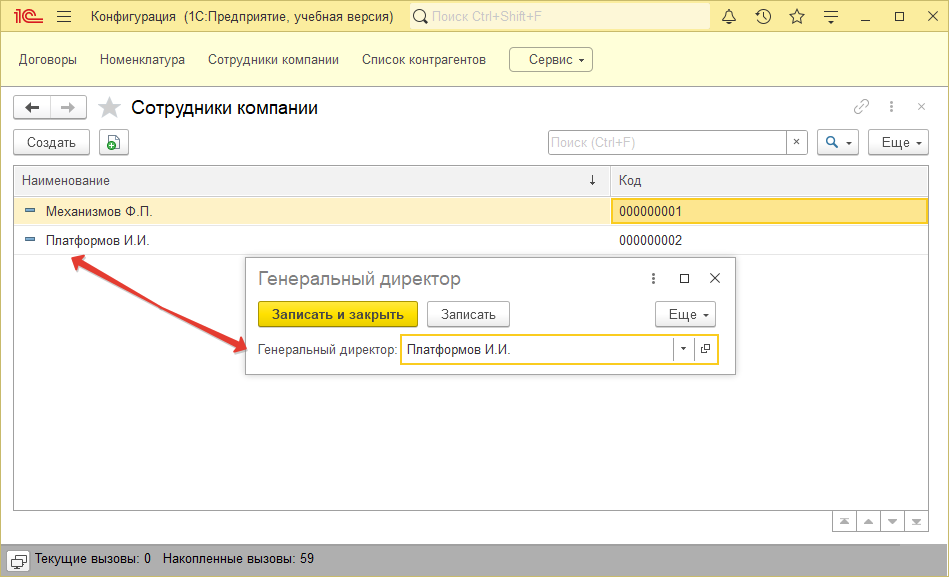 1С Конфигурация (1С:Предприятие, учебная версия) Поиск Ctrl+Shift+F
Договоры Номенклатура Сотрудники компании Список контрагентов Сервис
Сотрудники компании
Создать Поиск (Ctrl+F) × Еще
Наименование ↓ Код
Механизмов Ф.П. 000000001
Платформов И.И. 000000002
Генеральный директор
Записать и закрыть Записать Еще
Генеральный директор: Платформов И.И.
Текущие вызовы: 0 Накопленные вызовы: 59